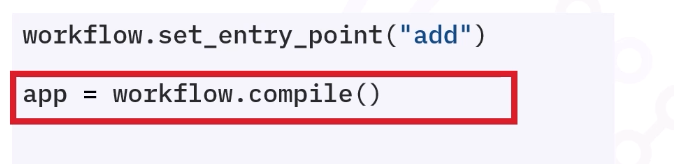 workflow.set_entry_point("add")
app = workflow.compile()